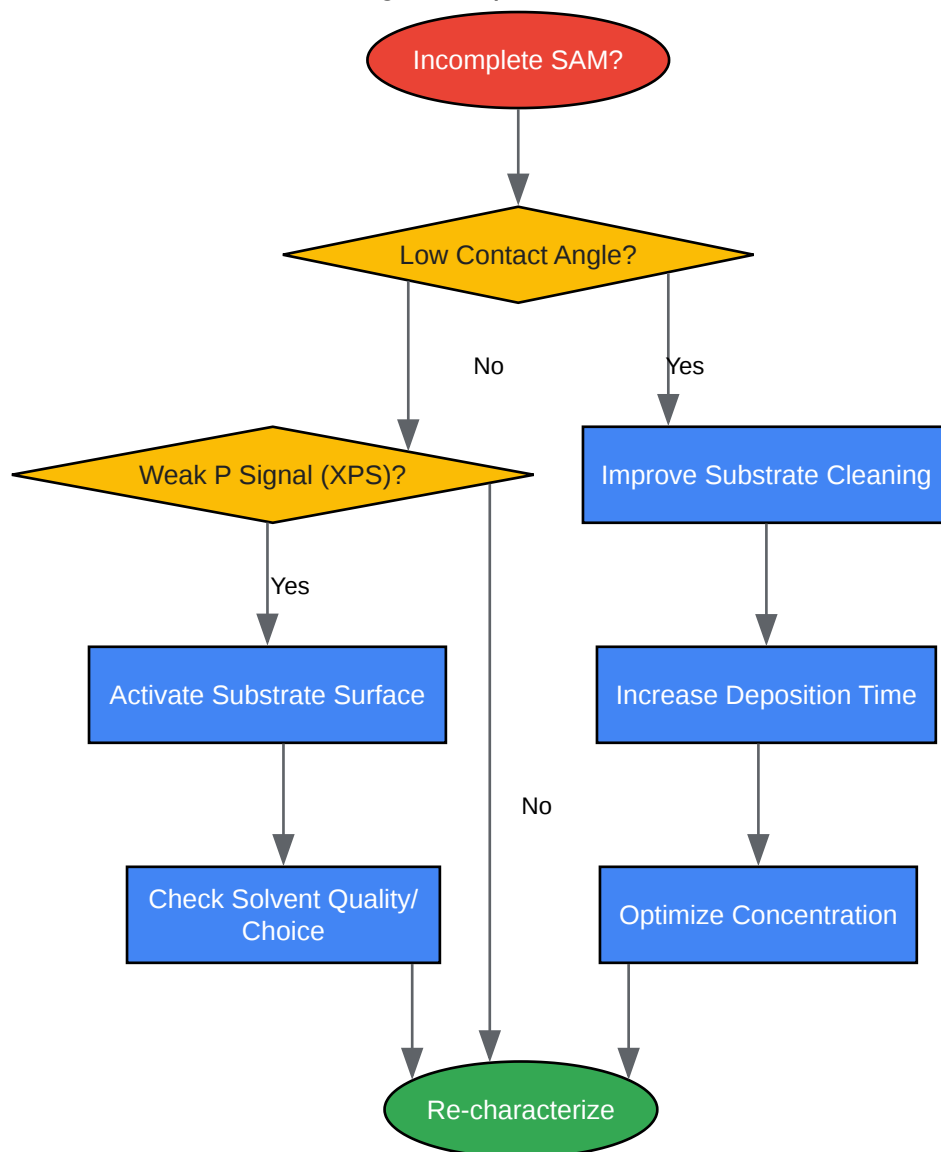 Incomplete SAM?
Low Contact Angle?
No
Yes
Weak P Signal (XPS)?
Improve Substrate Cleaning
Yes
Activate Substrate Surface
Increase Deposition Time
No
Check Solvent Quality/
Choice
Optimize Concentration
Re-characterize